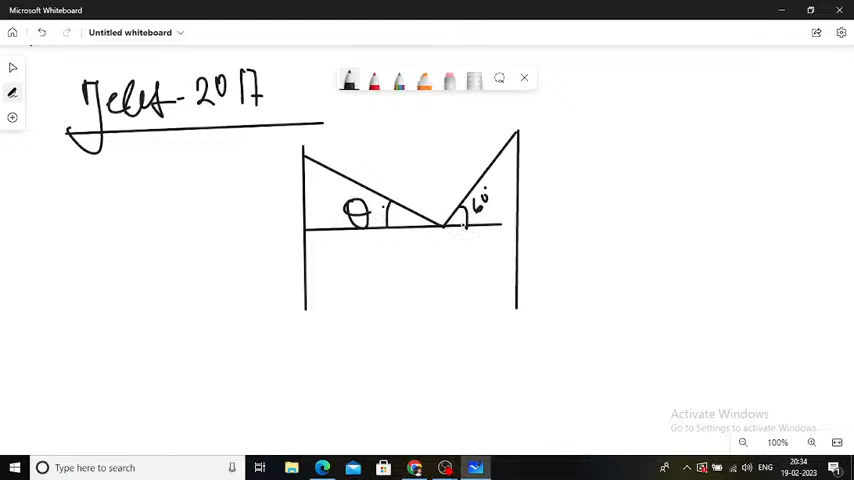 Microsoft Whiteboard
Untitled whiteboard
Jelet-2017
θ
60°
Activate Windows
Go to Settings to activate Windows.
100%
Type here to search
ENG
20:34
19-02-2023